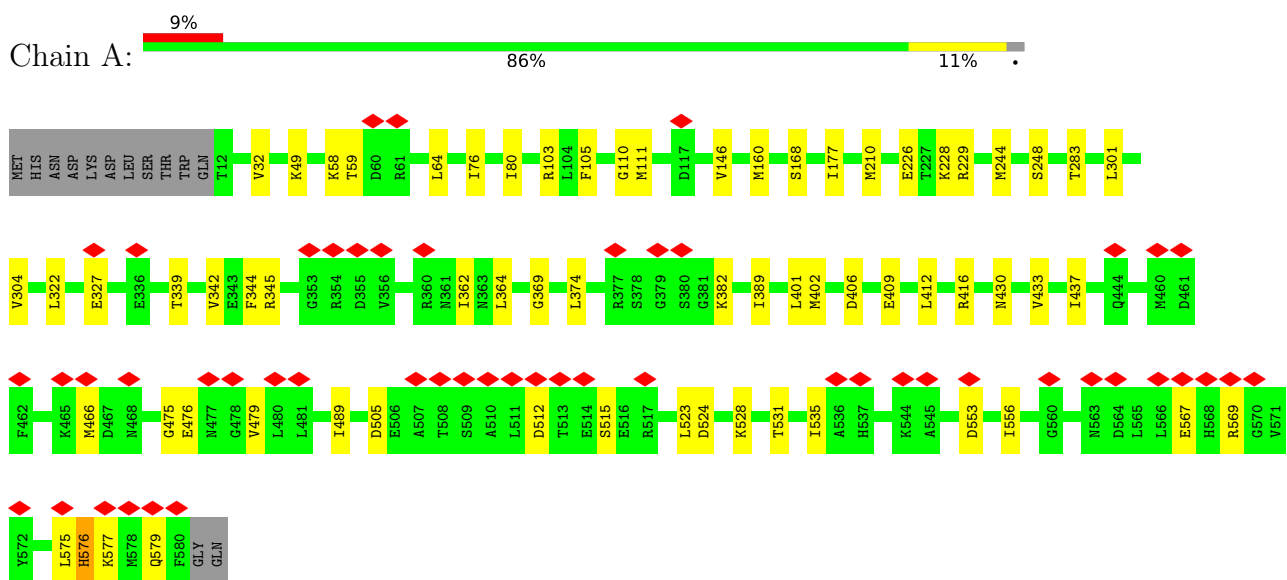 9%
Chain A:
86% 11% •
MET HIS ASN ASP LYS ASP LEU SER THR TRP GLN T12 V32 K49 K58 T59 D60 R61 L64 I76 I80 R103 L104 F105 G110 M111 D117 V146 M160 S168 I177 M210 E226 T227 K228 R229 M244 S248 T283 L301
V304 L322 E327 E336 T339 V342 E343 F344 R345 G353 R354 D355 V356 R360 N361 I362 N363 L364 G369 L374 R377 S378 G379 S380 G381 K382 I389 L401 M402 D406 E409 L412 R416 N430 V433 I437 Q444 M460 D461
F462 K465 M466 D467 N468 G475 E476 N477 G478 V479 L480 L481 I489 D505 E506 A507 T508 S509 A510 L511 D512 T513 E514 S515 E516 R517 L523 D524 K528 T531 I535 A536 H537 K544 A545 D553 I556 G560 N563 D564 L565 L566 E567 H568 R569 G570 V571
Y572 L575 H576 K577 M578 Q579 F580 GLY GLN